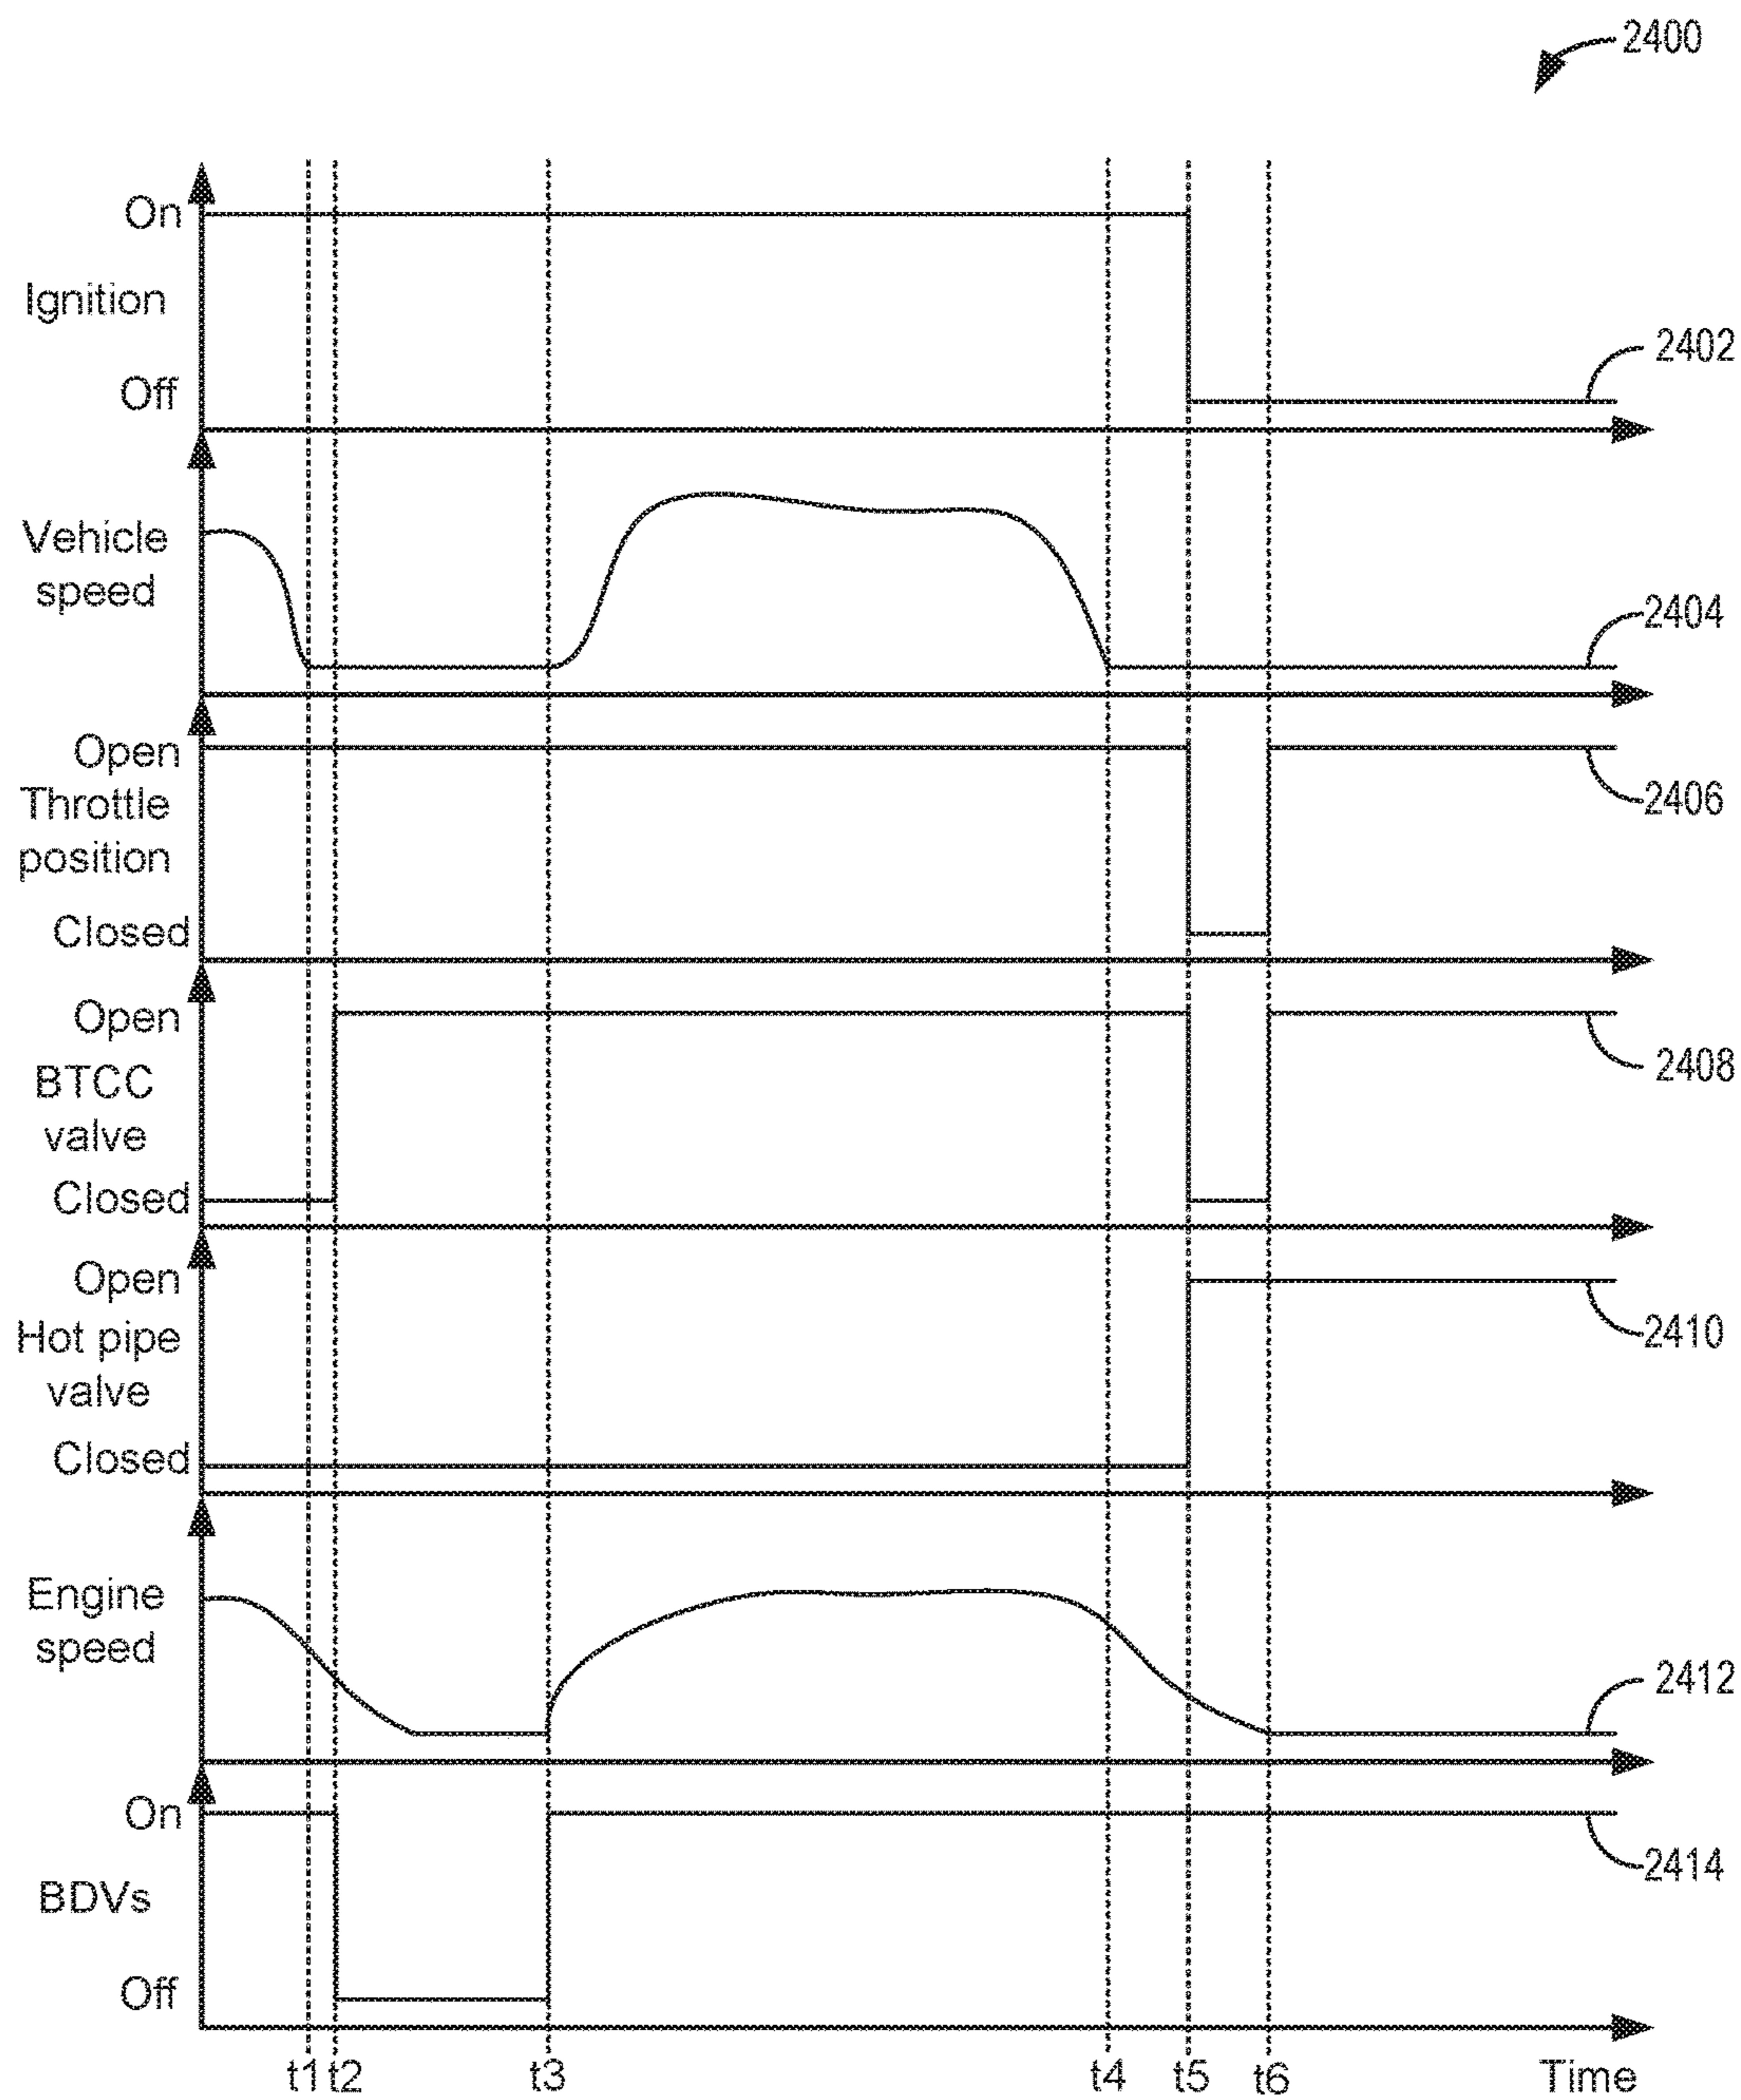 2400
On
Ignition
Off
2402
Vehicle
speed
2404
Open
Throttle
position
Closed
2406
Open
BTCC
valve
Closed
2408
Open
Hot pipe
valve
Closed
2410
Engine
speed
2412
On
BDVs
Off
2414
t1 t2 t3 t4 t5 t6 Time